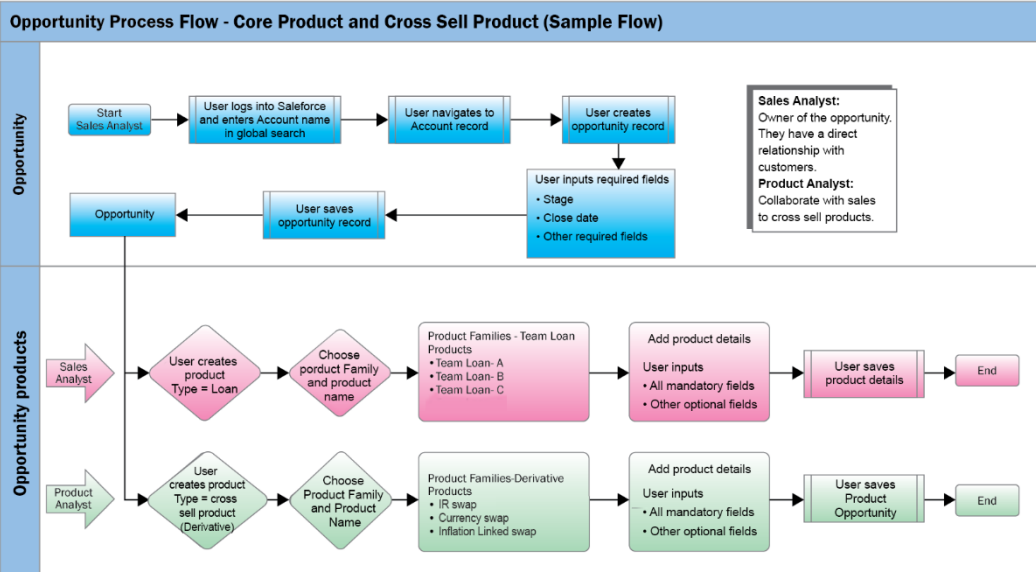 Opportunity Process Flow - Core Product and Cross Sell Product (Sample Flow)
Opportunity
Start
Sales Analyst
User logs into Saleforce
and enters Account name
in global search
User navigates to
Account record
User creates
opportunity record
Sales Analyst:
Owner of the opportunity.
They have a direct
relationship with
customers.
Product Analyst:
Collaborate with sales
to cross sell products.
User inputs required fields
• Stage
• Close date
• Other required fields
User saves
opportunity record
Opportunity
Opportunity products
Sales
Analyst
User creates
product
Type = Loan
Choose
porduct Family
and product
name
Product Families - Team Loan
Products
• Team Loan- A
• Team Loan- B
• Team Loan- C
Add product details
User inputs
• All mandatory fields
• Other optional fields
User saves
product details
End
Product
Analyst
User
creates product
Type = cross
sell product
(Derivative)
Choose
Product Family
and Product
Name
Product Families-Derivative
Products
• IR swap
• Currency swap
• Inflation Linked swap
Add product details
User inputs
• All mandatory fields
• Other optional fields
User saves
Product
Opportunity
End